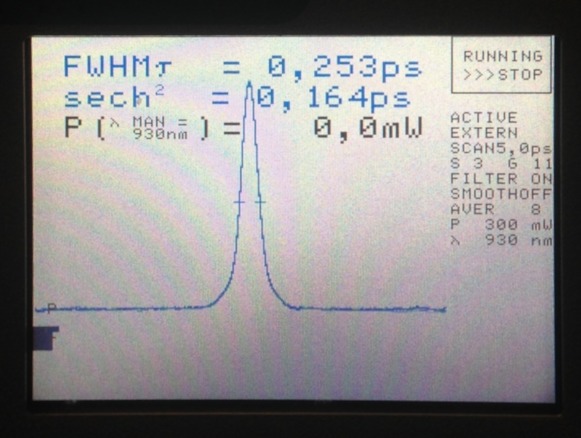 FWHMτ = 0,253ps
sech² = 0,164ps
P (λ MAN = 930nm ) = 0,0mW
RUNNING
>>>STOP
ACTIVE
EXTERN
SCAN5,0ps
S 3 G 11
FILTER ON
SMOOTHOFF
AVER 8
P 300 mW
λ 930 nm
P